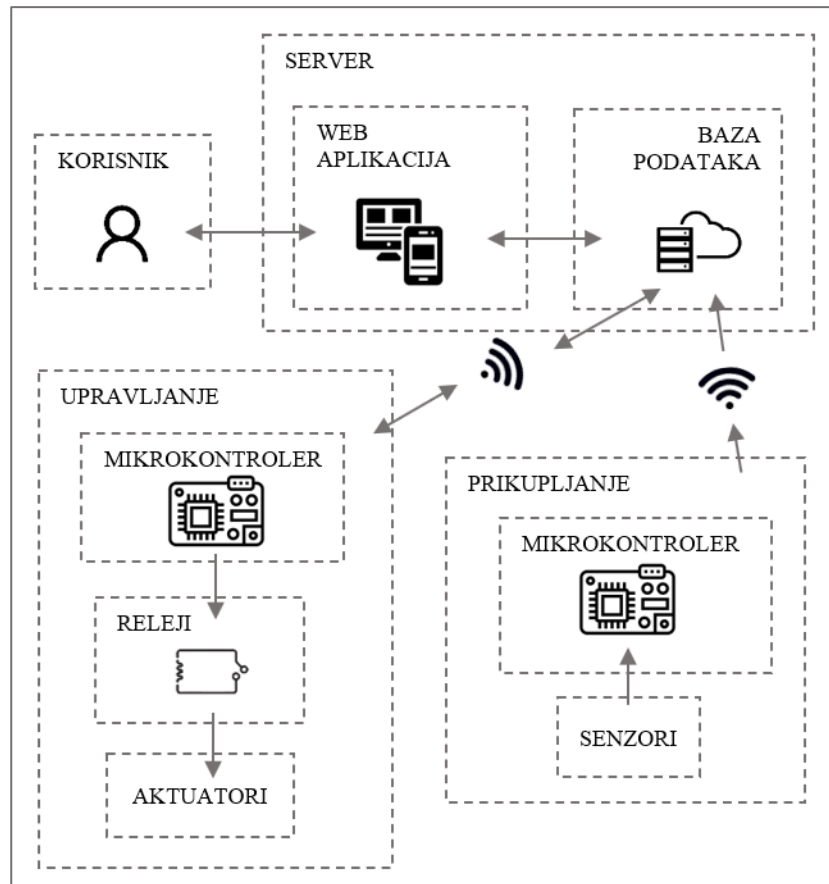 SERVER
KORISNIK
WEB
APLIKACIJA
BAZA
PODATAKA
UPRAVLJANJE
MIKROKONTROLER
RELEJI
AKTUATORI
PRIKUPLJANJE
MIKROKONTROLER
SENZORI